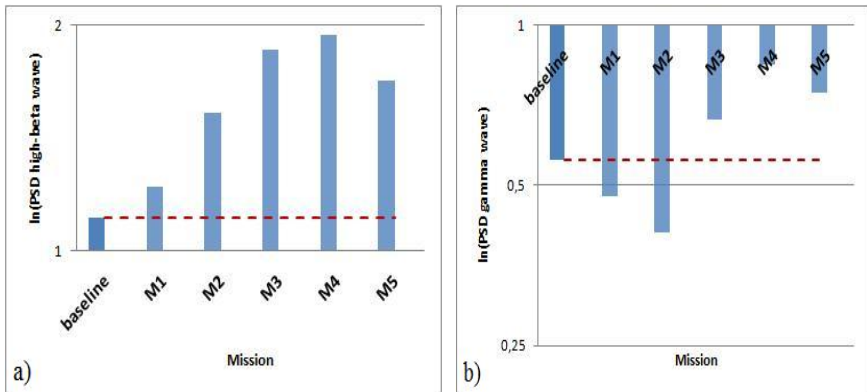 2
ln(PSD high-beta wave)
1
baseline
M1
M2
M3
M4
M5
Mission
a)
1
ln(PSD gamma wave)
0,5
0,25
baseline
M1
M2
M3
M4
M5
Mission
b)